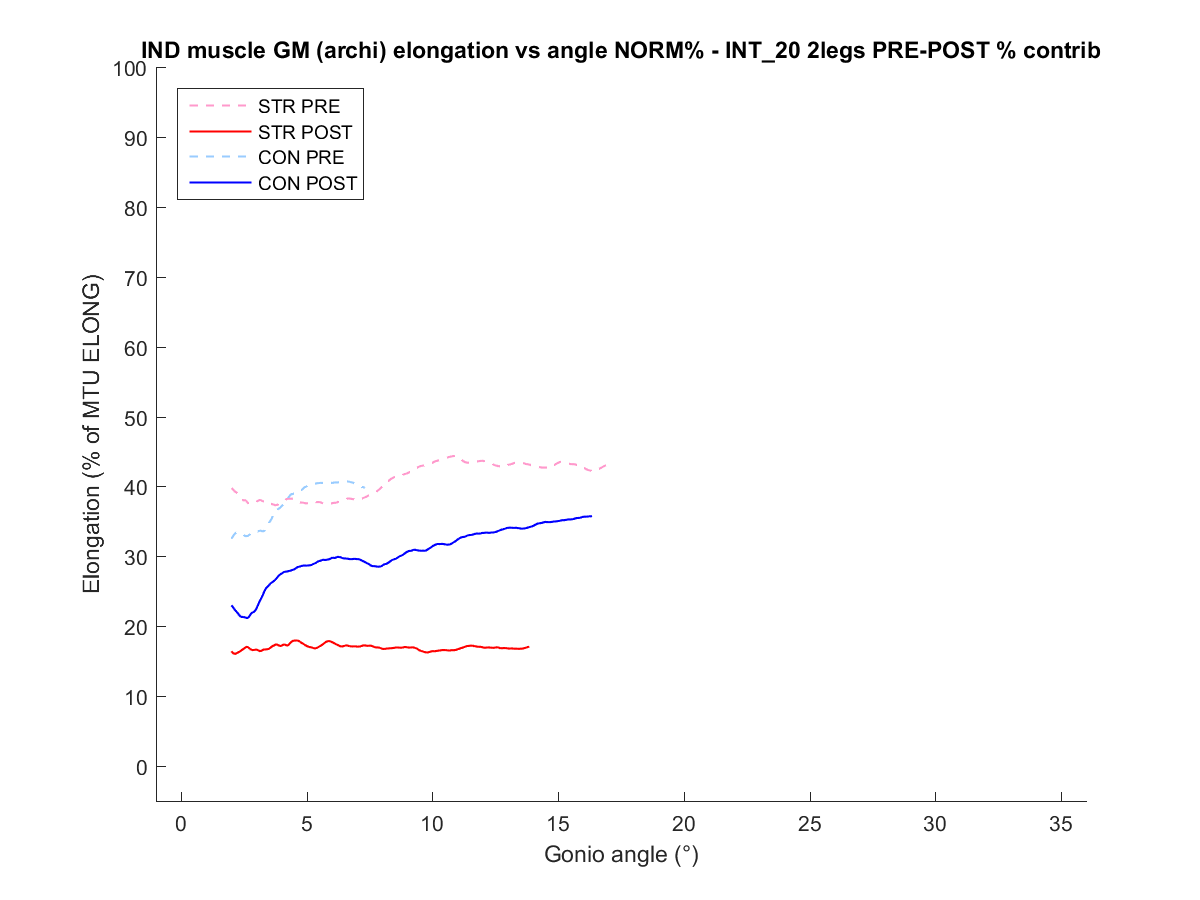 IND muscle GM (archi) elongation vs angle NORM% - INT_20 2legs PRE-POST % contrib
100
90
80
70
60
50
40
30
20
10
0
Elongation (% of MTU ELONG)
STR PRE
STR POST
CON PRE
CON POST
0 5 10 15 20 25 30 35
Gonio angle (°)